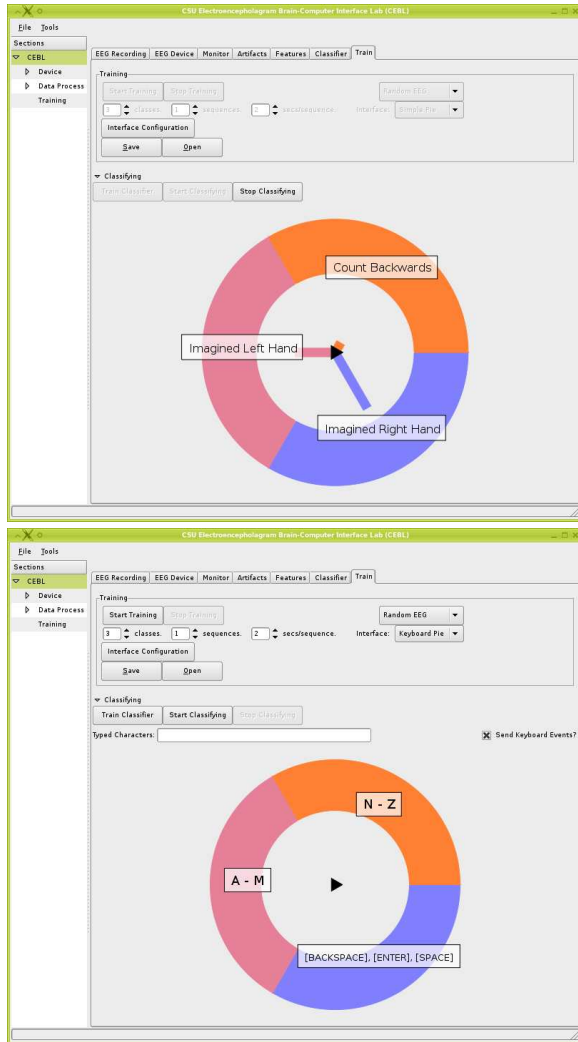 CSU Electroencephalogram Brain-Computer Interface Lab (CEBL)
File Tools
Sections
CEBL
Device
Data Process
Training
EEG Recording EEG Device Monitor Artifacts Features Classifier Train
Training
Start Training Stop Training Random EEG
3 classes. 1 sequences. 2 secs/sequence. Interface: Simple Pie
Interface Configuration
Save Open
Classifying
Train Classifier Start Classifying Stop Classifying
Count Backwards
Imagined Left Hand
Imagined Right Hand
CSU Electroencephalogram Brain-Computer Interface Lab (CEBL)
File Tools
Sections
CEBL
Device
Data Process
Training
EEG Recording EEG Device Monitor Artifacts Features Classifier Train
Training
Start Training Stop Training Random EEG
3 classes. 1 sequences. 2 secs/sequence. Interface: Keyboard Pie
Interface Configuration
Save Open
Classifying
Train Classifier Start Classifying Stop Classifying
Typed Characters: Send Keyboard Events?
N - Z
A - M
[BACKSPACE], [ENTER], [SPACE]